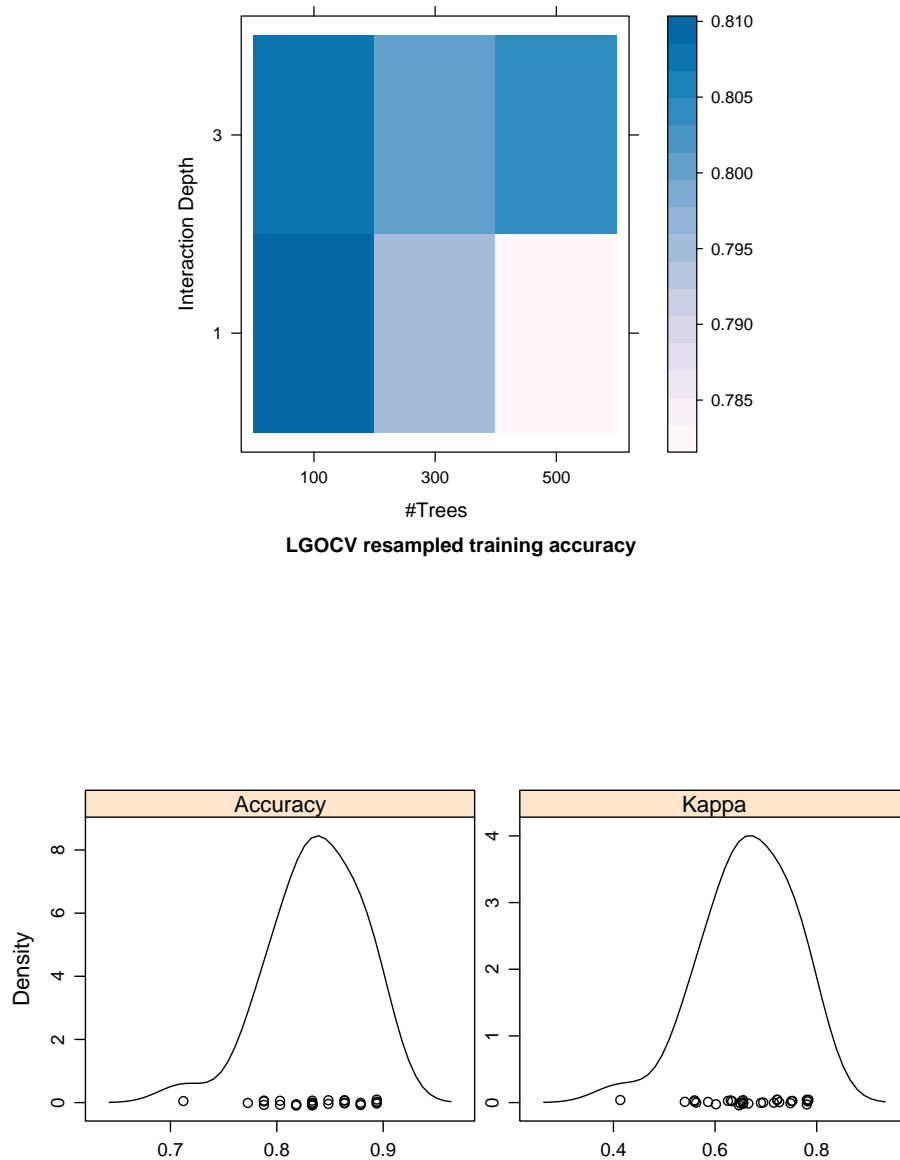 0.810
0.805
3
0.800
Interaction Depth
0.795
0.790
1
0.785
100 300 500
#Trees
LGOCV resampled training accuracy
Accuracy Kappa
8 4
6 3
Density
4 2
2 1
0 0
0.7 0.8 0.9 0.4 0.6 0.8